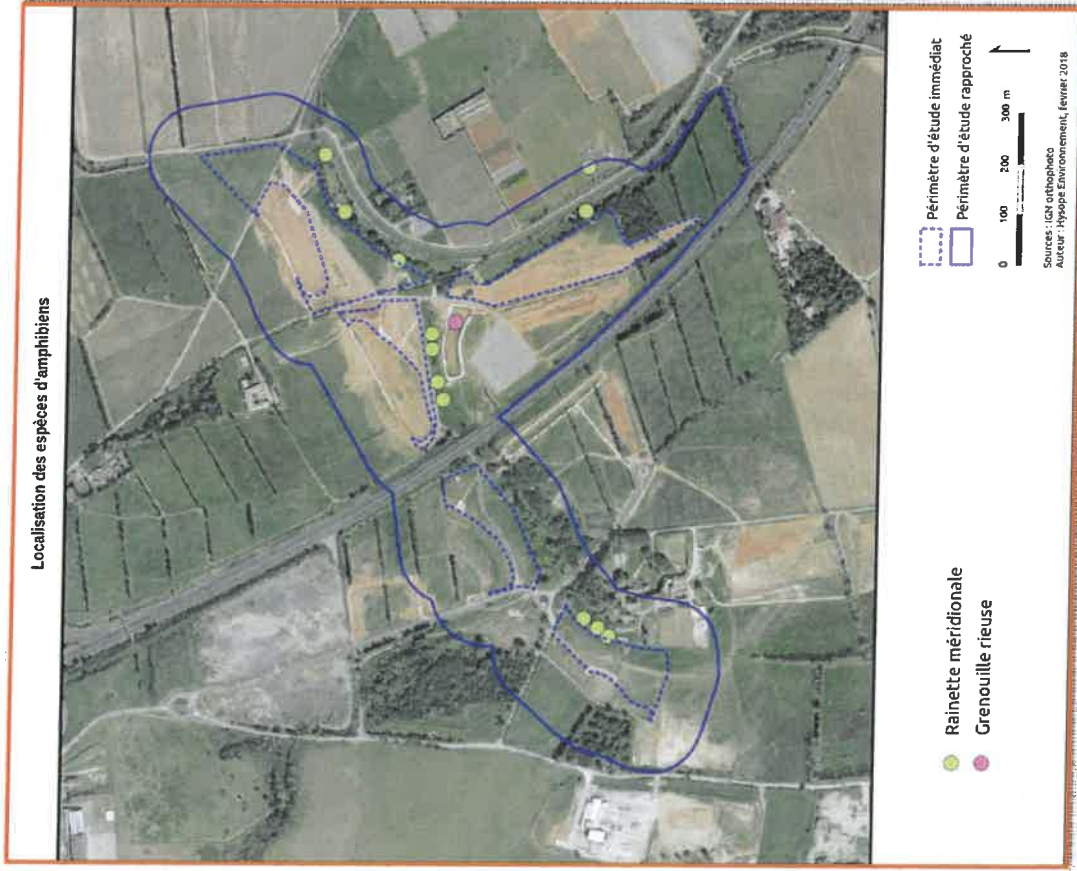 Localisation des espèces d'amphibiens
Rainette méridionale
Grenouille rieuse
Périmètre d'étude immédiat
Périmètre d'étude rapproché
0 100 200 300 m
Sources : IGN orthophoto
Auteur : Hysope Environnement, fevrier 2018